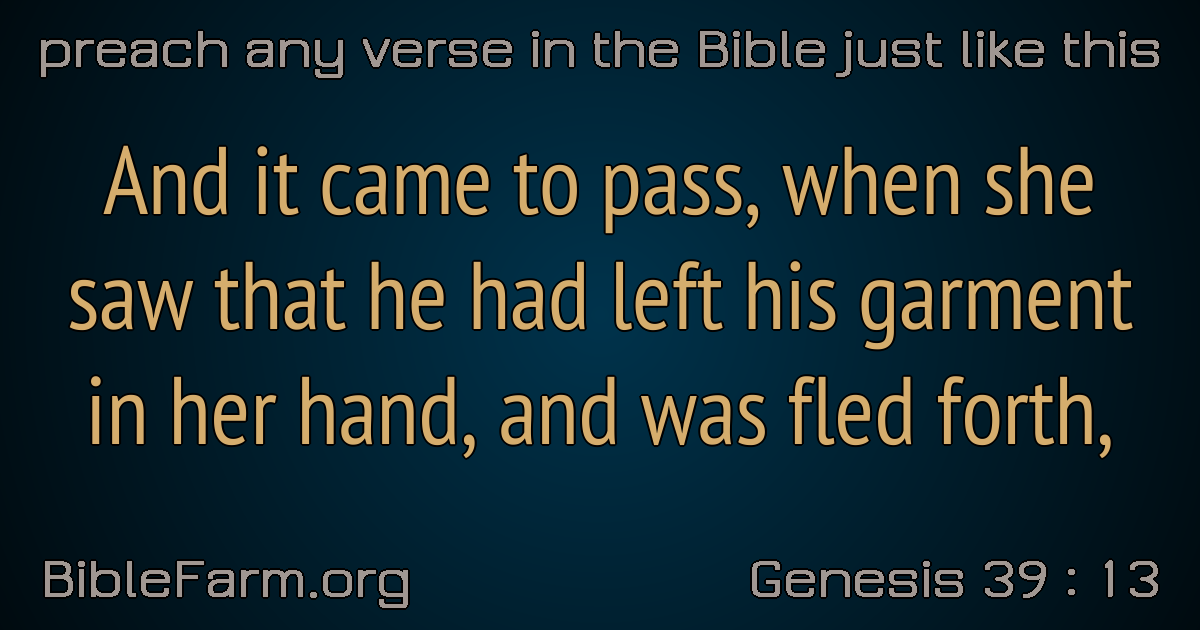 preach any verse in the Bible just like this
And it came to pass, when she
saw that he had left his garment
in her hand, and was fled forth,
BibleFarm.org
Genesis 39 : 13